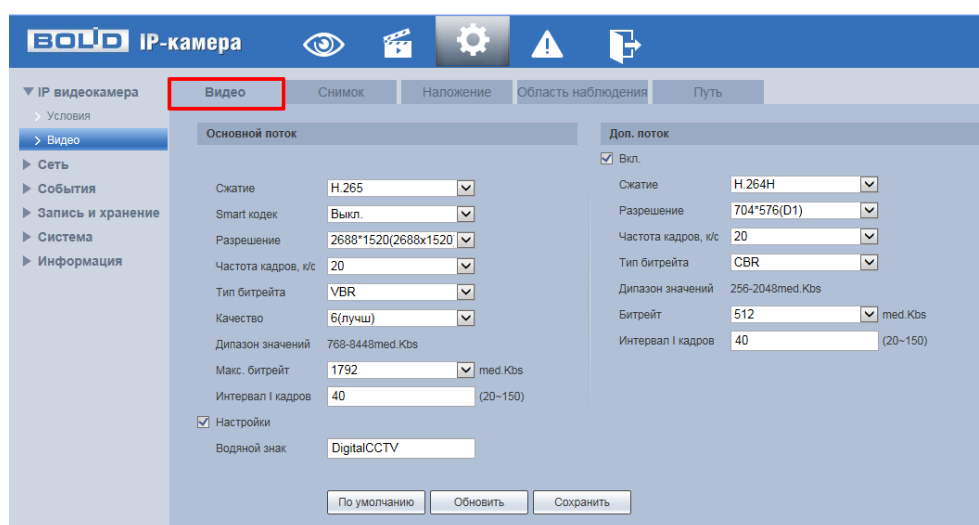 BOLID IP-камера
IP видеокамера
Условия
Видео
Сеть
События
Запись и хранение
Система
Информация
Видео Снимок Наложение Область наблюдения Путь
Основной поток
Сжатие H.265
Smart кодек Выкл.
Разрешение 2688*1520(2688x1520)
Частота кадров, к/с 20
Тип битрейта VBR
Качество 6(лучш)
Дипазон значений 768-8448med.Kbs
Макс. битрейт 1792 med.Kbs
Интервал I кадров 40 (20~150)
Настройки
Водяной знак DigitalCCTV
По умолчанию Обновить Сохранить
Доп. поток
Вкл.
Сжатие H.264H
Разрешение 704*576(D1)
Частота кадров, к/с 20
Тип битрейта CBR
Дипазон значений 256-2048med.Kbs
Битрейт 512 med.Kbs
Интервал I кадров 40 (20~150)